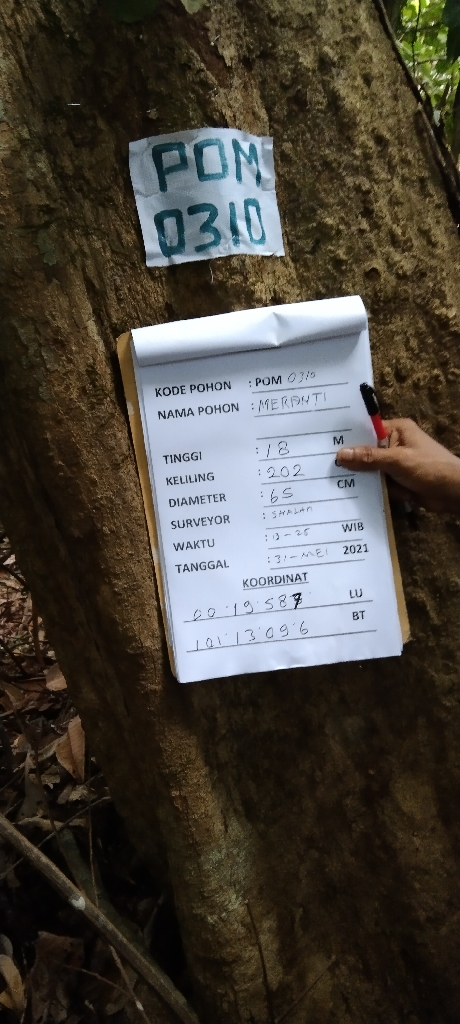 POM
0310
KODE POHON : POM 0310
NAMA POHON : MERANTI
TINGGI : 18 M
KELILING : 202
DIAMETER : 65 CM
SURVEYOR :
WAKTU : 13-25 WIB
TANGGAL : 31-MEI 2021
KOORDINAT
00°19'587 LU
101°13'09'6 BT